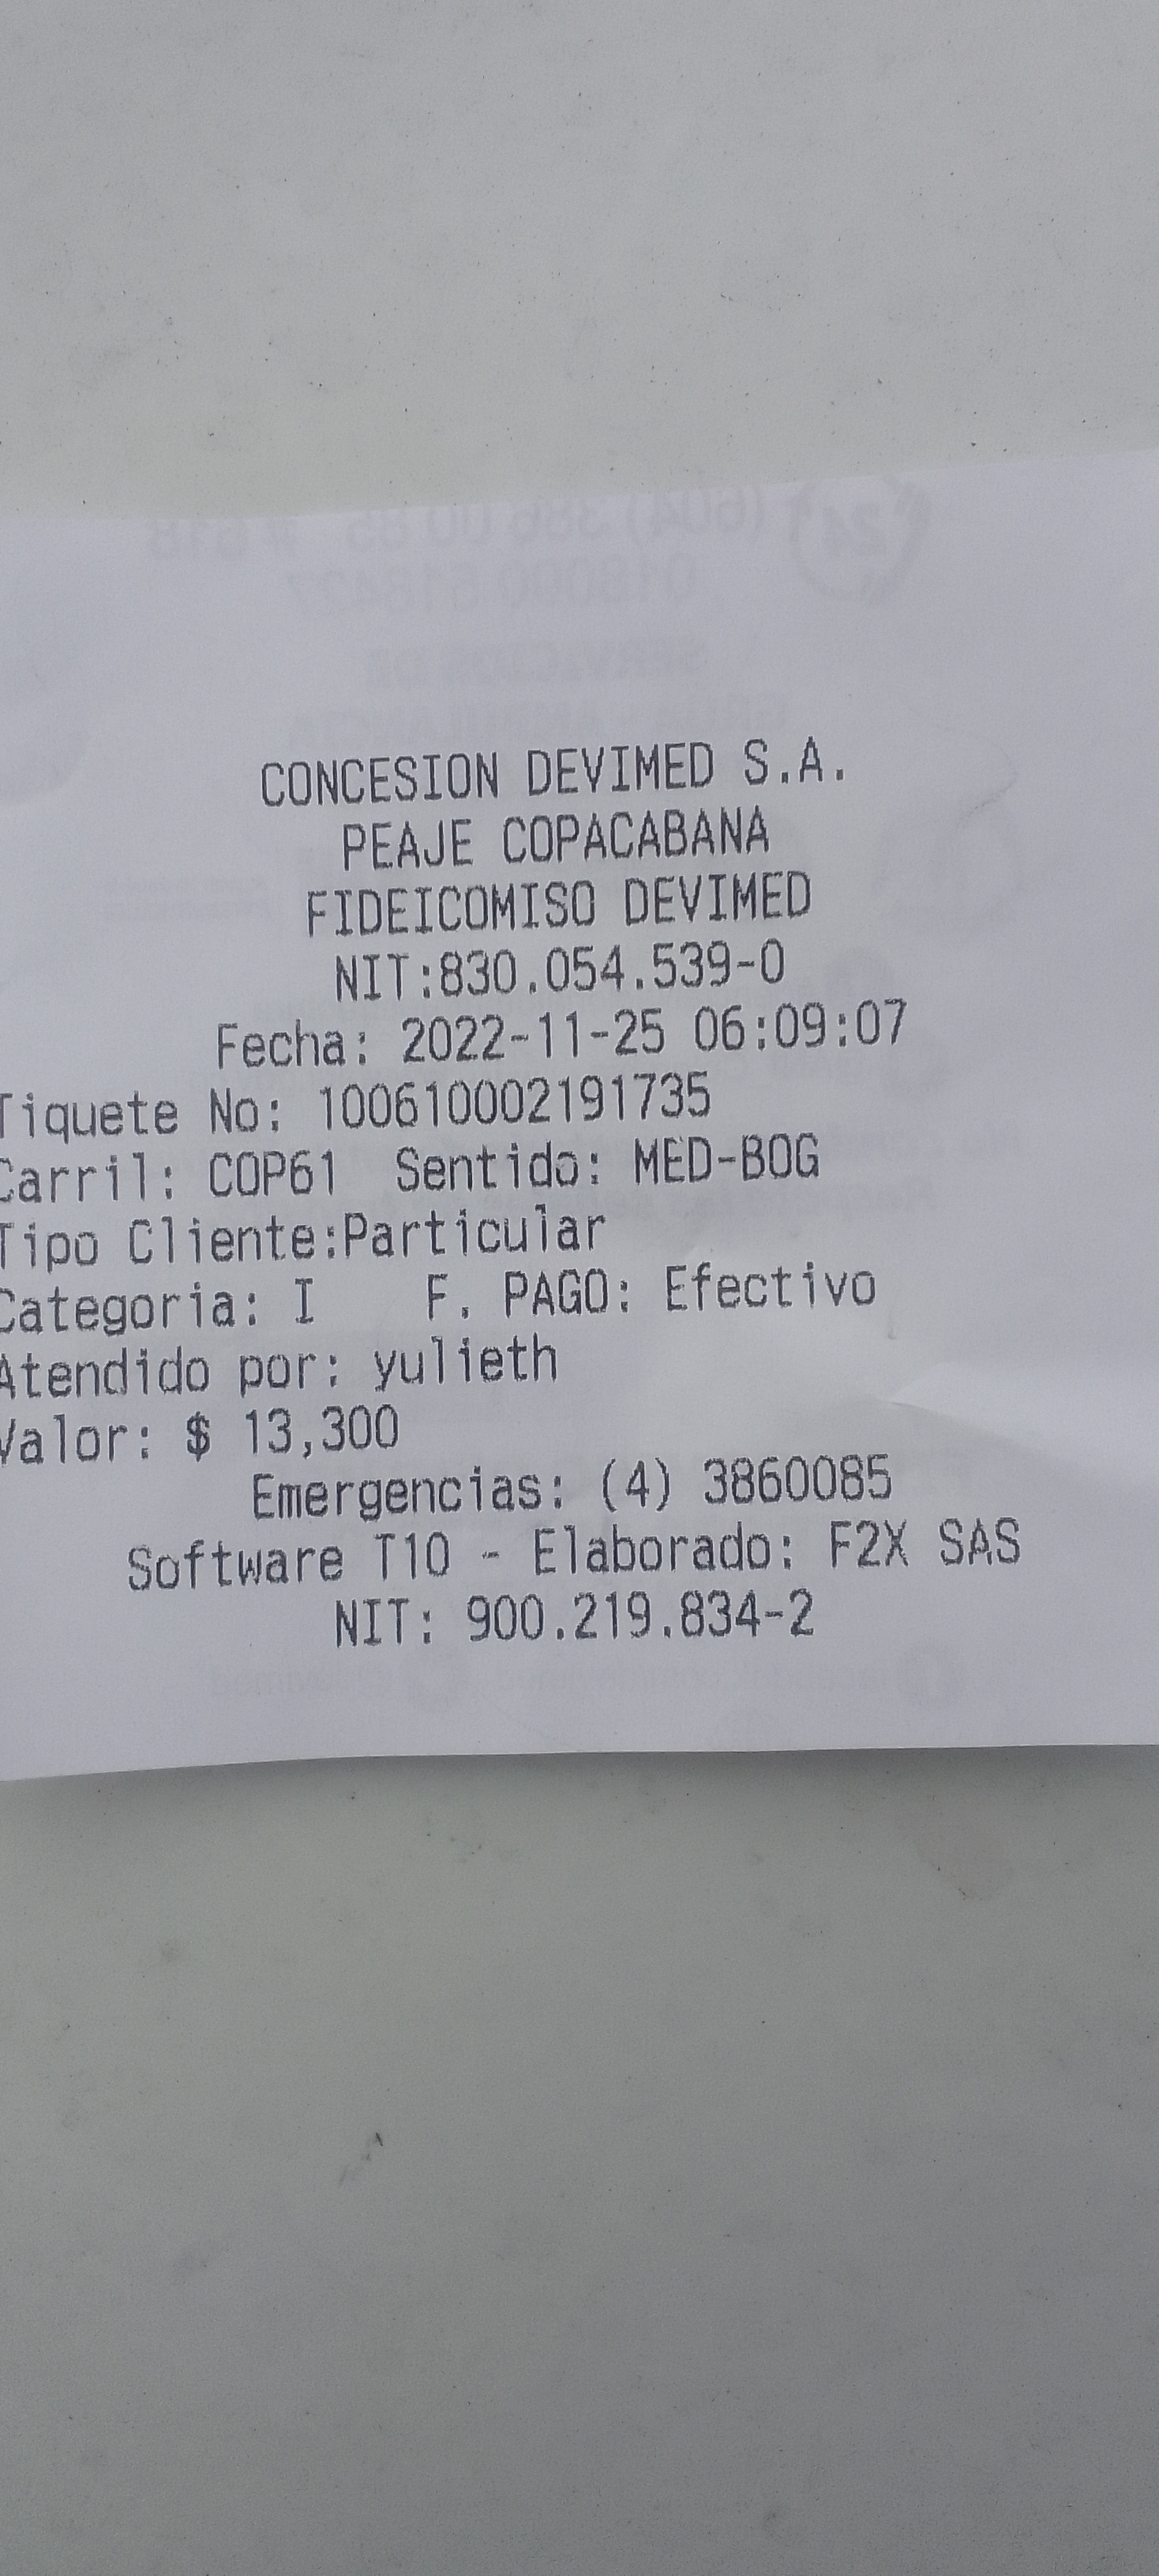 CONCESION DEVIMED S.A.
PEAJE COPACABANA
FIDEICOMISO DEVIMED
NIT:830.054.539-0
Fecha: 2022-11-25 06:09:07
Tiquete No: 100610002191735
Carril: COP61 Sentido: MED-BOG
Tipo Cliente:Particular
Categoria: I F. PAGO: Efectivo
Atendido por: yulieth
Valor: $ 13,300
Emergencias: (4) 3860085
Software T10 - Elaborado: F2X SAS
NIT: 900.219.834-2